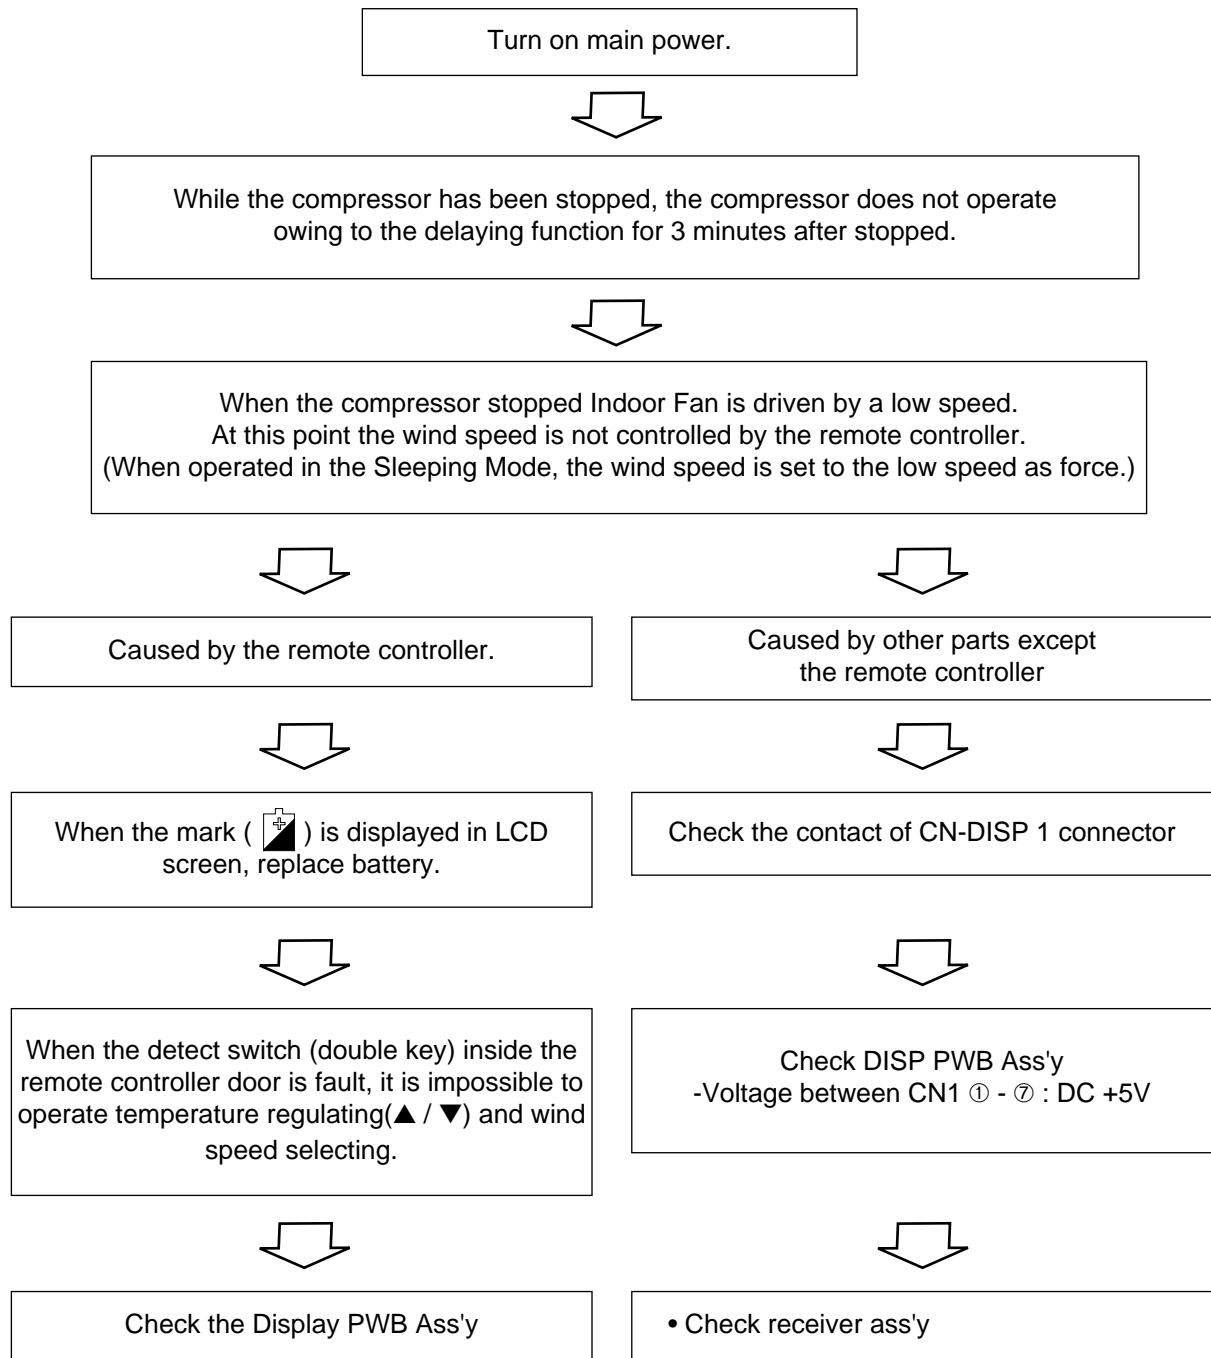 Turn on main power.
While the compressor has been stopped, the compressor does not operate
owing to the delaying function for 3 minutes after stopped.
When the compressor stopped Indoor Fan is driven by a low speed.
At this point the wind speed is not controlled by the remote controller.
(When operated in the Sleeping Mode, the wind speed is set to the low speed as force.)
Caused by the remote controller.
When the mark ( ) is displayed in LCD
screen, replace battery.
When the detect switch (double key) inside the
remote controller door is fault, it is impossible to
operate temperature regulating(▲ / ▼) and wind
speed selecting.
Check the Display PWB Ass'y
Caused by other parts except
the remote controller
Check the contact of CN-DISP 1 connector
Check DISP PWB Ass'y
-Voltage between CN1 ① - ⑦ : DC +5V
• Check receiver ass'y